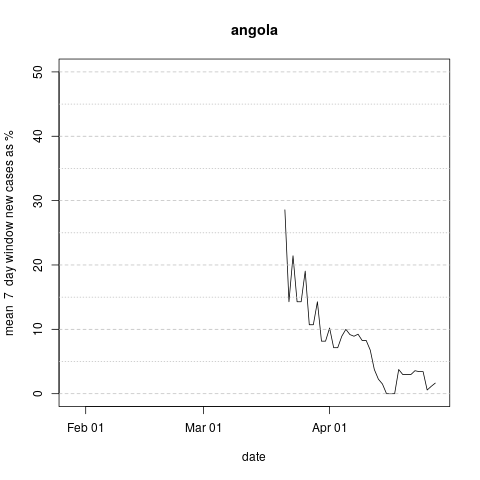 angola
mean 7 day window new cases as %
50
40
30
20
10
0
Feb 01
Mar 01
Apr 01
date